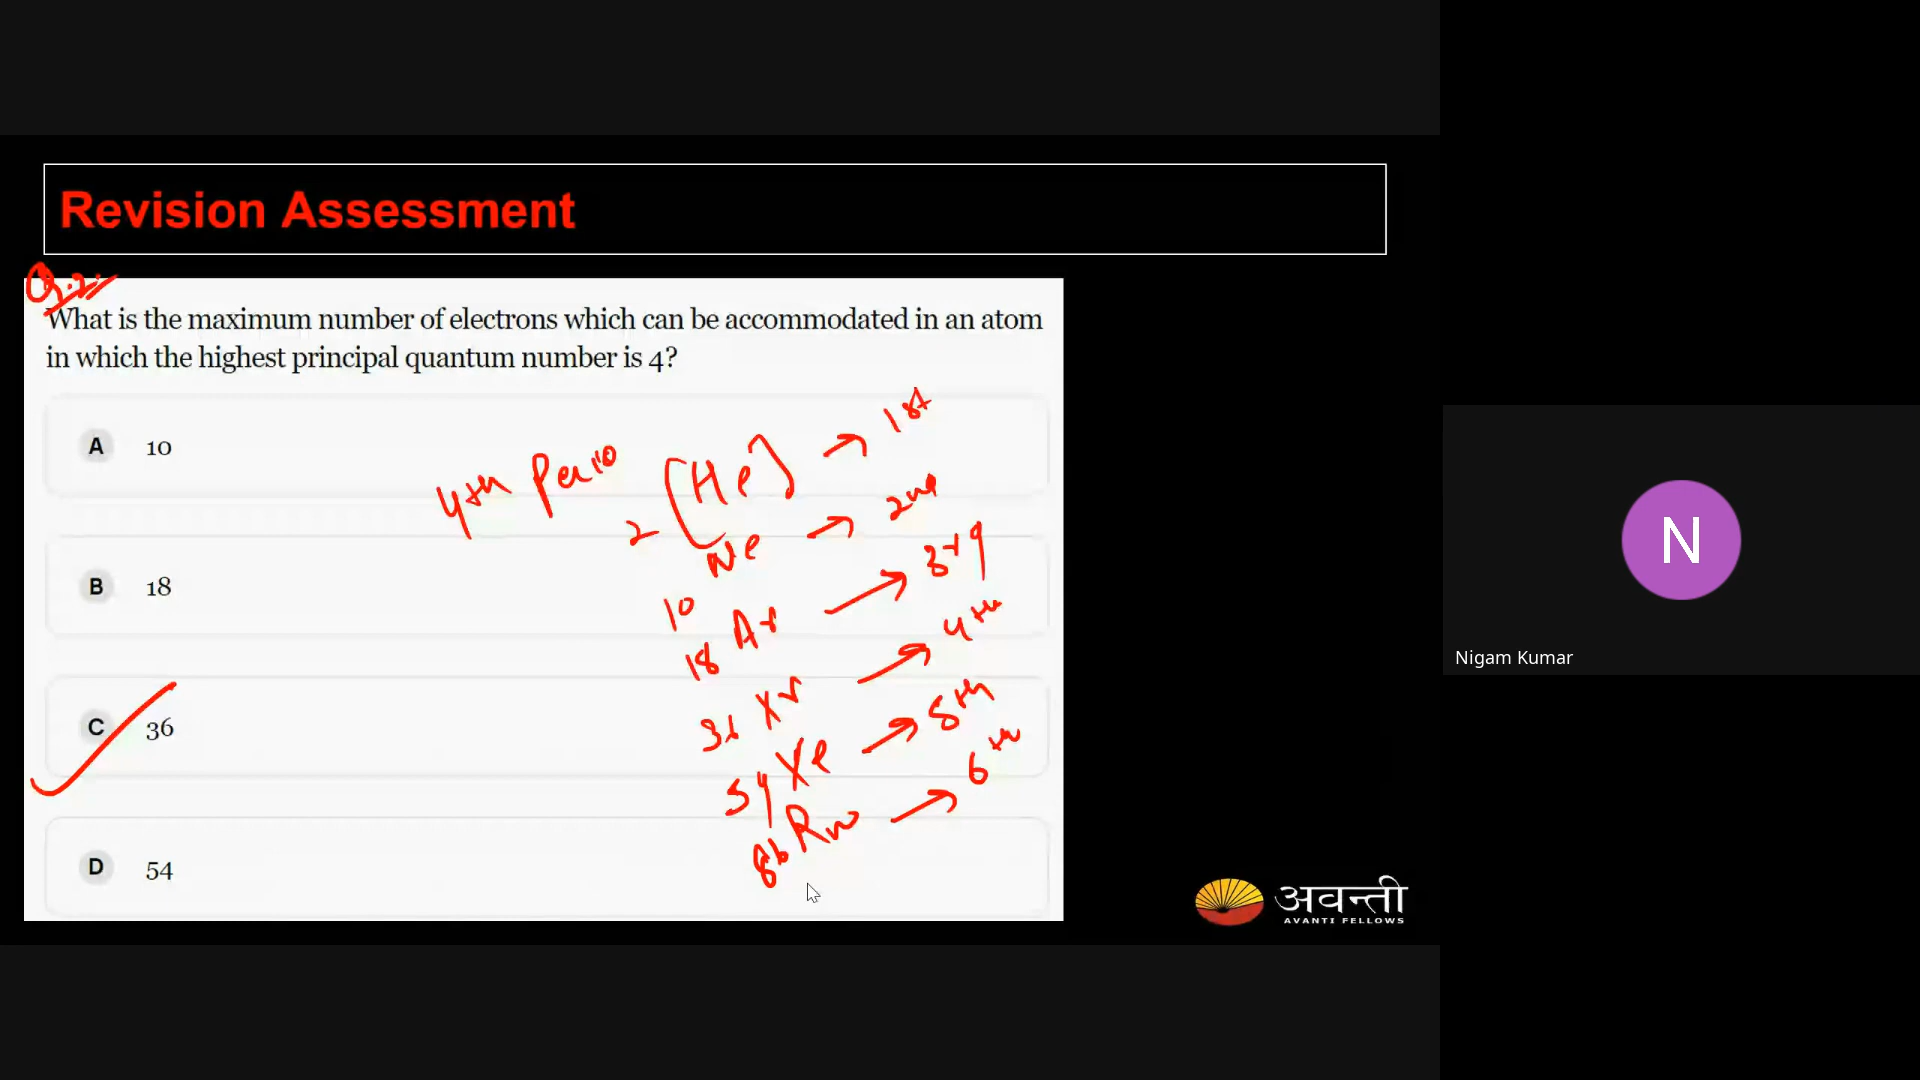 Revision Assessment
Q.2.
What is the maximum number of electrons which can be accommodated in an atom
in which the highest principal quantum number is 4?
A 10
B 18
C 36
D 54
4th Perio
2 [He] → 1st
10 Ne → 2nd
18 Ar → 3rd
36 Kr → 4th
54 Xe → 5th
86 Rn → 6th
अवन्ती
AVANTI FELLOWS
N
Nigam Kumar